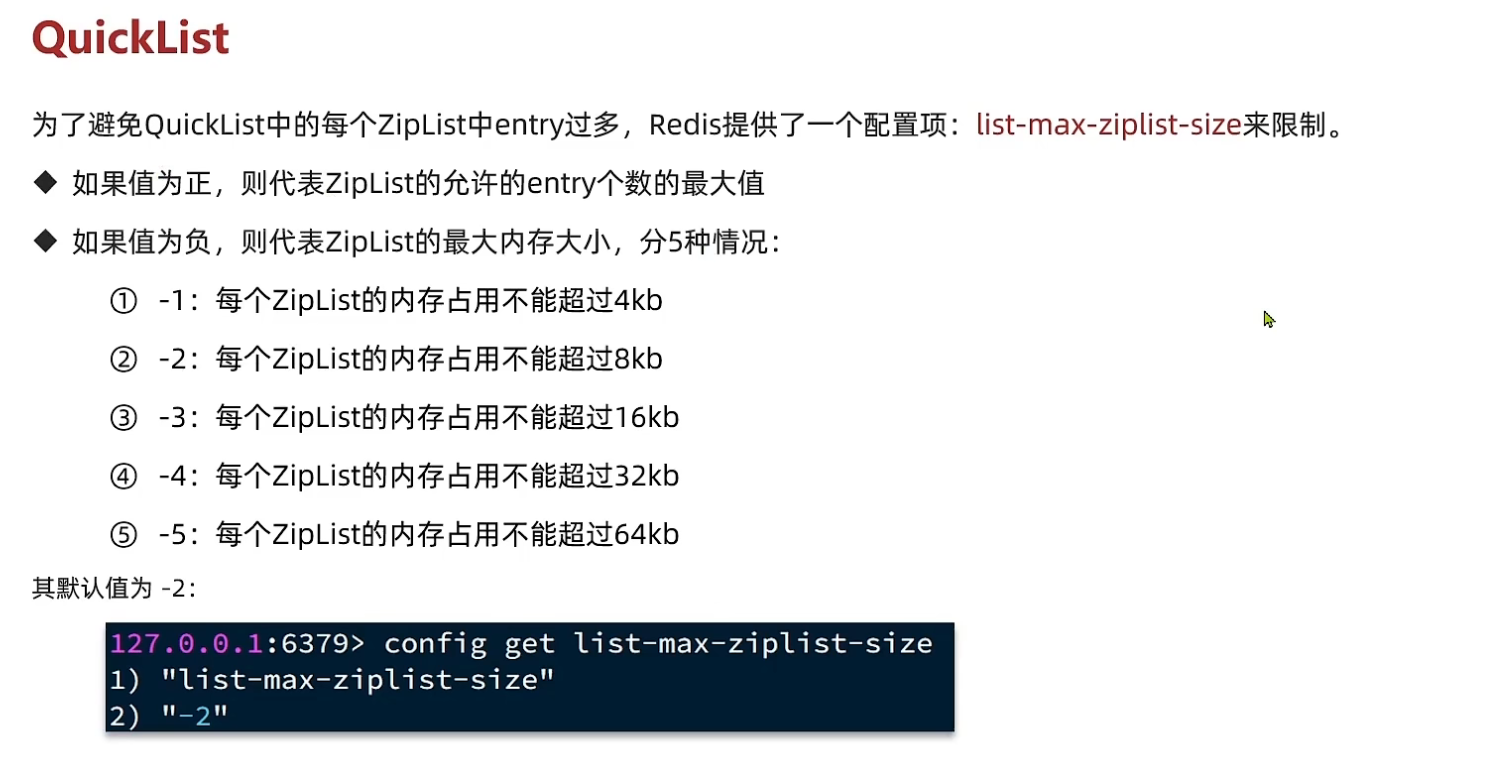 QuickList
为了避免QuickList中的每个ZipList中entry过多，Redis提供了一个配置项：list-max-ziplist-size来限制。
◆ 如果值为正，则代表ZipList的允许的entry个数的最大值
◆ 如果值为负，则代表ZipList的最大内存大小，分5种情况：
① -1：每个ZipList的内存占用不能超过4kb
② -2：每个ZipList的内存占用不能超过8kb
③ -3：每个ZipList的内存占用不能超过16kb
④ -4：每个ZipList的内存占用不能超过32kb
⑤ -5：每个ZipList的内存占用不能超过64kb
其默认值为 -2：
127.0.0.1:6379> config get list-max-ziplist-size
1) "list-max-ziplist-size"
2) "-2"